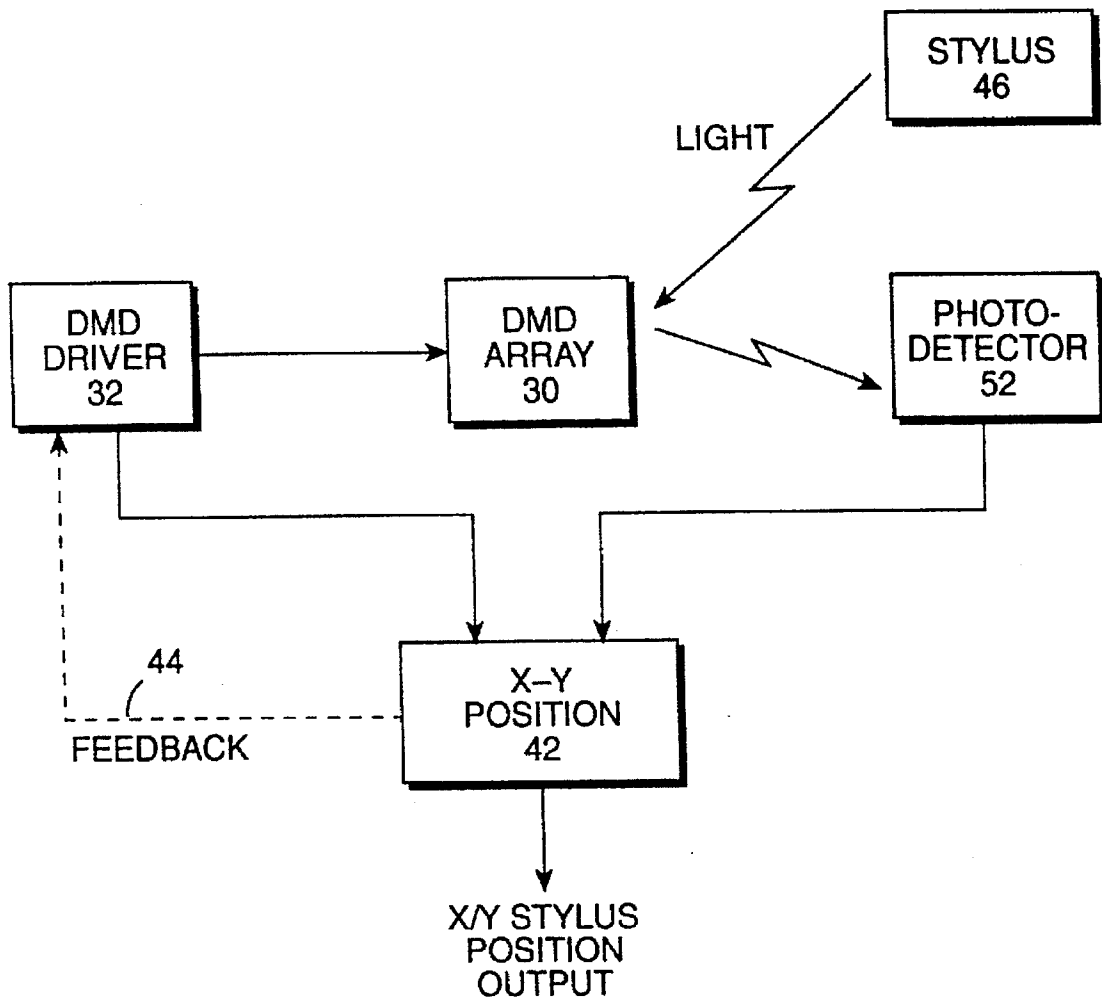 STYLUS
46
LIGHT
DMD
DRIVER
32
DMD
ARRAY
30
PHOTO-
DETECTOR
52
44
FEEDBACK
X–Y
POSITION
42
X/Y STYLUS
POSITION
OUTPUT